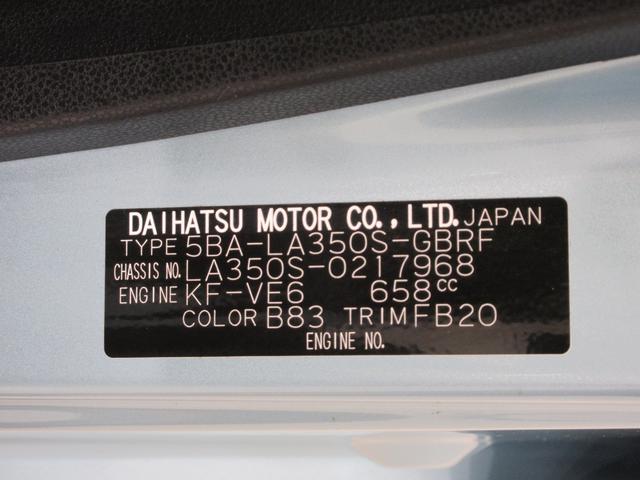 DAIHATSU MOTOR CO., LTD. JAPAN
TYPE 5BA-LA350S-GBRF
CHASSIS NO. LA350S-0217968
ENGINE KF-VE6 658cc
COLOR B83 TRIM FB20
ENGINE NO.